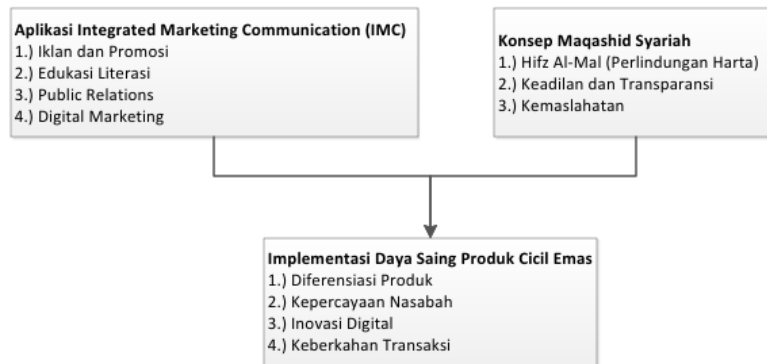 Aplikasi Integrated Marketing Communication (IMC)
1.) Iklan dan Promosi
2.) Edukasi Literasi
3.) Public Relations
4.) Digital Marketing
Konsep Maqashid Syariah
1.) Hifz Al-Mal (Perlindungan Harta)
2.) Keadilan dan Transparansi
3.) Kemaslahatan
Implementasi Daya Saing Produk Cicil Emas
1.) Diferensiasi Produk
2.) Kepercayaan Nasabah
3.) Inovasi Digital
4.) Keberkahan Transaksi